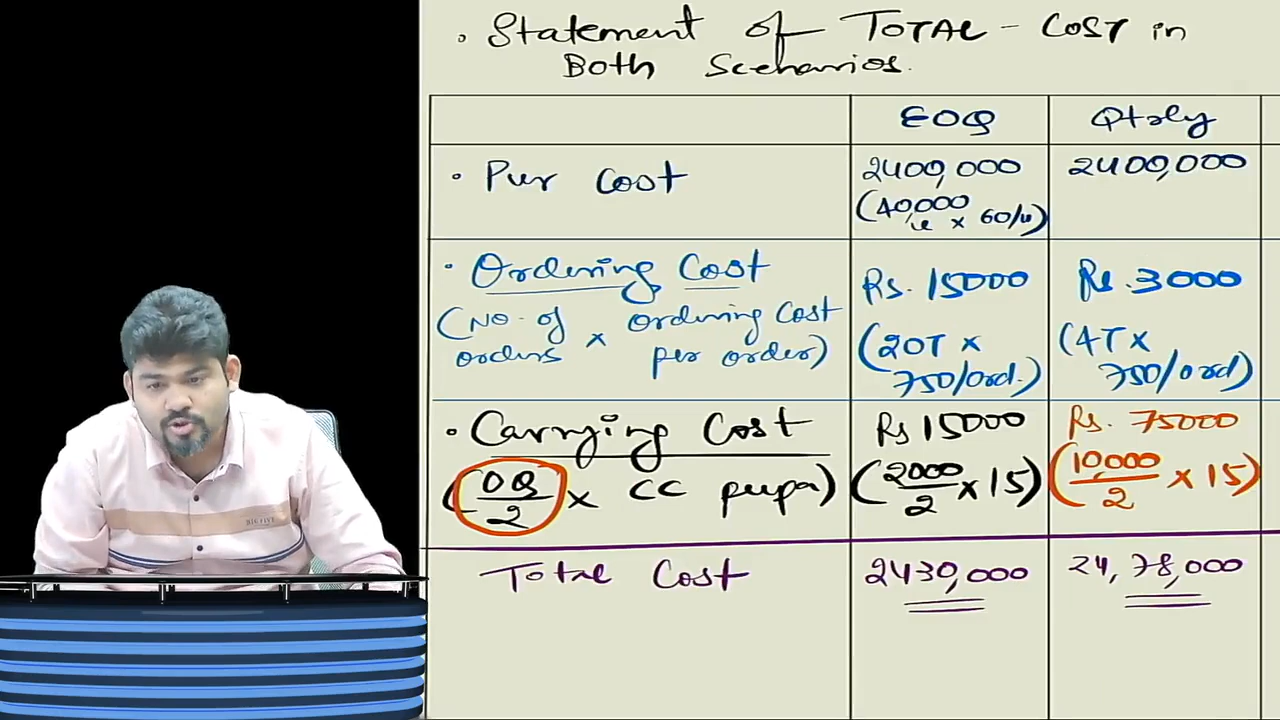 • Statement of TOTAL - COST in
Both Scenarios.
EOQ Qtrly
• Pur Cost 2400,000 2400,000
(40,000
u x 60/u)
• Ordering Cost Rs. 15000 Rs. 3000
(No. of orders x ordering cost per order) (20T x 750/ord.) (4T x 750/ord)
• Carrying Cost Rs 15000 Rs. 75000
(OQ/2 x CC pupa) (2000/2 x 15) (10,000/2 x 15)
Total Cost 2430,000 24,78,000
BIGFIVE